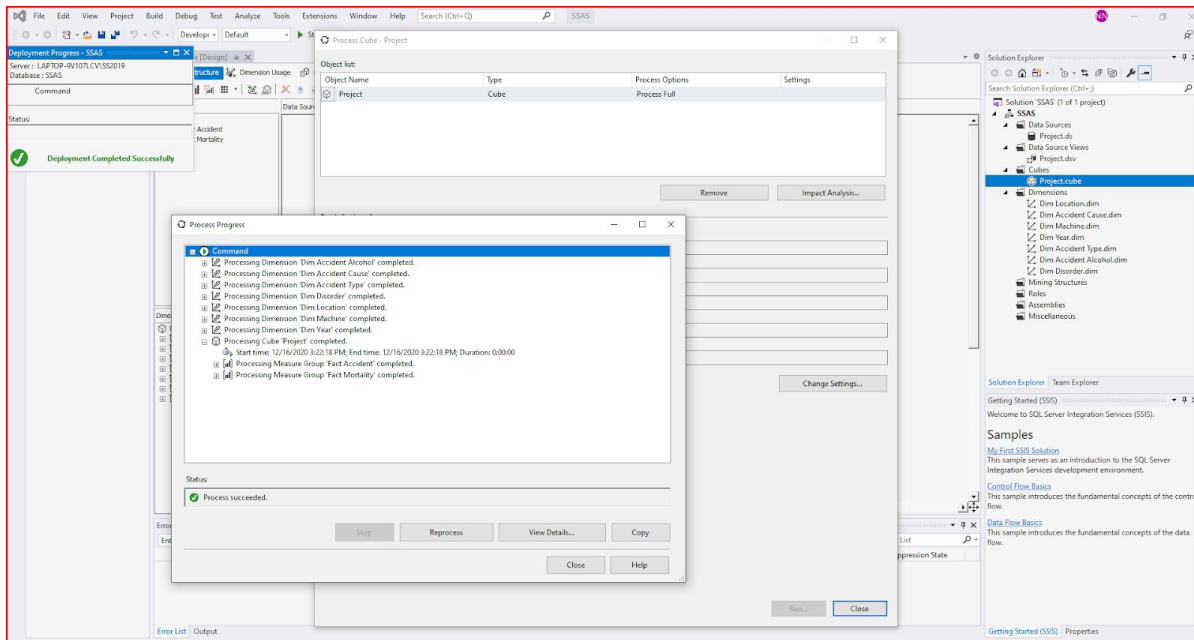 File Edit View Project Build Debug Test Analyze Tools Extensions Window Help Search (Ctrl+Q) SSAS NN
Develop Default
Deployment Progress - SSAS
Server : LAPTOP-9V107LCV\SS2019
Database : SSAS
Command
Status:
Deployment Completed Successfully
[Design]
Dimension Usage
Accident
Mortality
Process Cube - Project
Object list:
Object Name Type Process Options Settings
Project Cube Process Full
Remove Impact Analysis...
Change Settings...
Run... Close
Process Progress
Command
Processing Dimension 'Dim Accident Alcohol' completed.
Processing Dimension 'Dim Accident Cause' completed.
Processing Dimension 'Dim Accident Type' completed.
Processing Dimension 'Dim Disorder' completed.
Processing Dimension 'Dim Location' completed.
Processing Dimension 'Dim Machine' completed.
Processing Dimension 'Dim Year' completed.
Processing Cube 'Project' completed.
Start time: 12/16/2020 3:22:18 PM; End time: 12/16/2020 3:22:18 PM; Duration: 0:00:00
Processing Measure Group 'Fact Accident' completed.
Processing Measure Group 'Fact Mortality' completed.
Status:
Process succeeded.
Stop Reprocess View Details... Copy
Close Help
Error List Output
Solution Explorer
Search Solution Explorer (Ctrl+;)
Solution 'SSAS' (1 of 1 project)
SSAS
Data Sources
Project.ds
Data Source Views
Project.dsv
Cubes
Project.cube
Dimensions
Dim Location.dim
Dim Accident Cause.dim
Dim Machine.dim
Dim Year.dim
Dim Accident Type.dim
Dim Accident Alcohol.dim
Dim Disorder.dim
Mining Structures
Roles
Assemblies
Miscellaneous
Solution Explorer Team Explorer
Getting Started (SSIS)
Welcome to SQL Server Integration Services (SSIS).
Samples
My First SSIS Solution
This sample serves as an introduction to the SQL Server
Integration Services development environment.
Control Flow Basics
This sample introduces the fundamental concepts of the contr
flow.
Data Flow Basics
This sample introduces the fundamental concepts of the data
flow.
Getting Started (SSIS) Properties